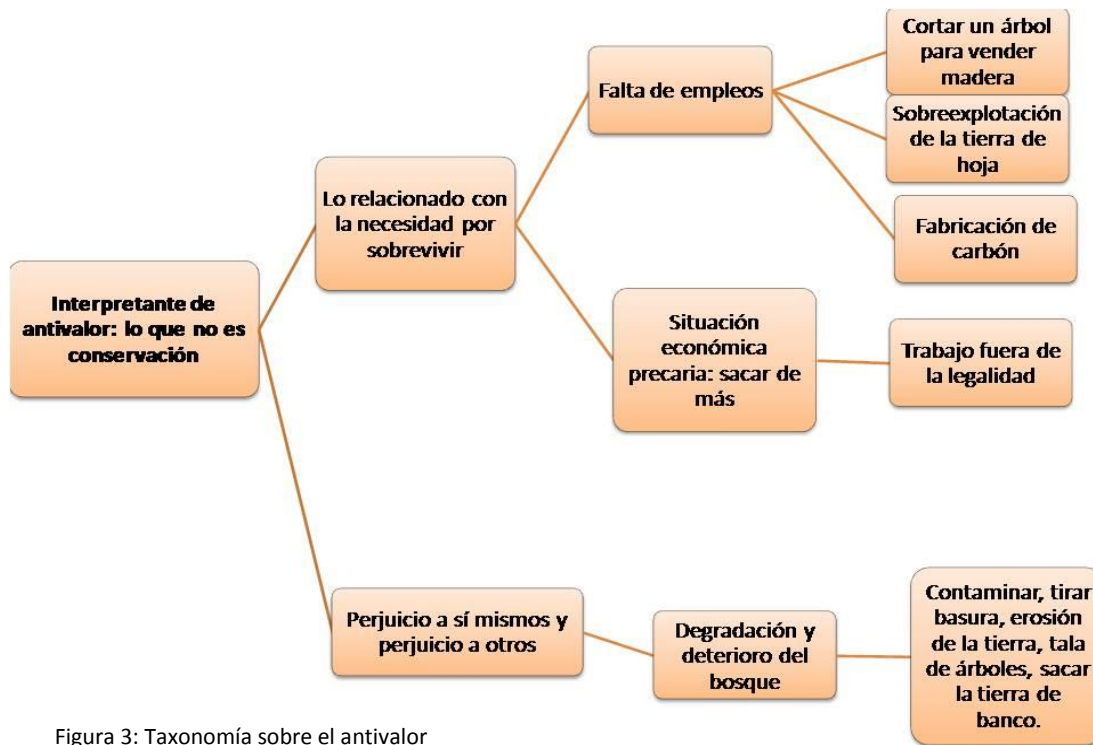 Cortar un árbol
para vender
madera
Falta de empleos
Sobreexplotación
de la tierra de
hoja
Lo relacionado con
la necesidad por
sobrevivir
Fabricación de
carbón
Interpretante de
antivalor: lo que no es
conservación
Situación
económica
precaria: sacar de
más
Trabajo fuera de
la legalidad
Perjuicio a sí mismos y
perjuicio a otros
Degradación y
deterioro del
bosque
Contaminar, tirar
basura, erosión
de la tierra, tala
de árboles, sacar
la tierra de
banco.
Figura 3: Taxonomía sobre el antivalor